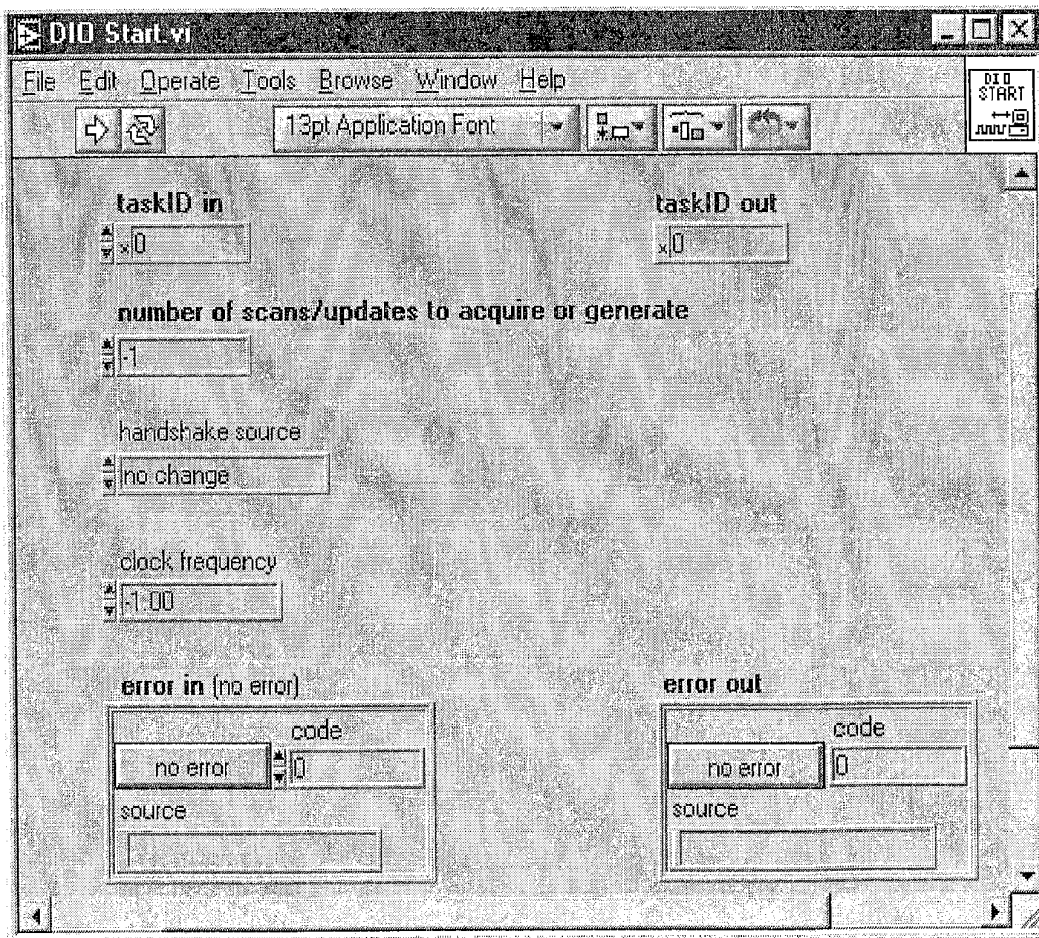 DIO Start.vi
File Edit Operate Tools Browse Window Help
DIO
START
13pt Application Font
taskID in
taskID out
x 0
x 0
number of scans/updates to acquire or generate
-1
handshake source
no change
clock frequency
-1.00
error in (no error)
error out
code
code
no error
0
no error
0
source
source